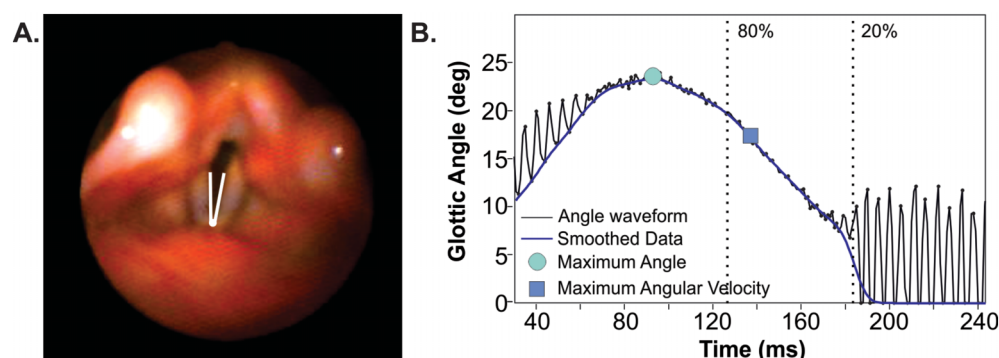 A.
B.
80%
20%
Glottic Angle (deg)
25
20
15
10
5
0
Angle waveform
Smoothed Data
Maximum Angle
Maximum Angular Velocity
40 80 120 160 200 240
Time (ms)